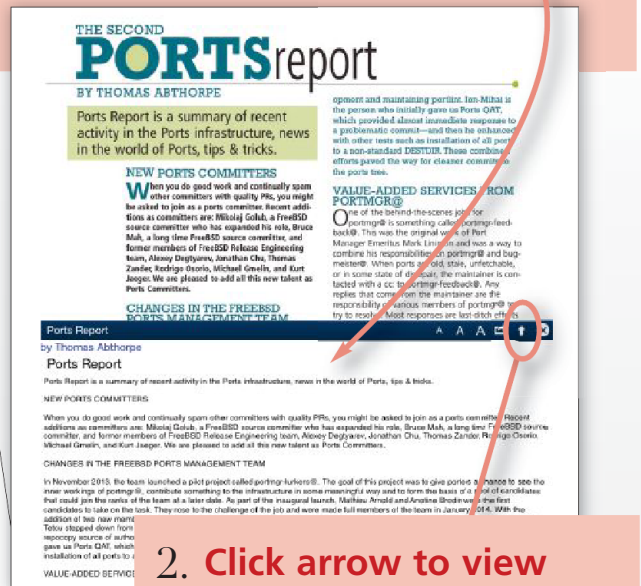 THE SECOND
PORTSreport
BY THOMAS ABTHORPE
Ports Report is a summary of recent
activity in the Ports infrastructure, news
in the world of Ports, tips & tricks.
NEW PORTS COMMITTERS
When you do good work and continually spam
other committers with quality PRs, you might
be asked to join as a ports committer. Recent addi-
tions as committers are: Mikolaj Golub, a FreeBSD
source committer who has expanded his role, Bruce
Mah, a long time FreeBSD source committer, and
former members of FreeBSD Release Engineering
team, Alexey Degtyarev, Jonathan Chu, Thomas
Zander, Rodrigo Osorio, Michael Gmelin, and Kurt
Jaeger. We are pleased to add all this new talent as
Ports Committers.
CHANGES IN THE FREEBSD
PORTS MANAGEMENT TEAM
opment and maintaining portlint. Ion-Mihai is
the person who initially gave us Ports QAT,
which provided almost immediate response to
a problematic commit—and then he enhanced
with other tests such as installation of all ports
to a non-standard DESTDIR. These combined
efforts paved the way for cleaner commits to
the ports tree.
VALUE-ADDED SERVICES FROM
PORTMGR@
One of the behind-the-scenes jobs for
portmgr@ is something called portmgr-feed-
back@. This was the original work of Port
Manager Emeritus Mark Linimon and was a way to
combine his responsibilities on portmgr@ and bug-
meister@. When ports are old, stale, unfetchable,
or in some state of disrepair, the maintainer is con-
tacted with a cc: to portmgr-feedback@. Any
replies that come from the maintainer are the
responsibility of various members of portmgr@ to
try to resolve. Most responses are last-ditch efforts
Ports Report A A A
by Thomas Abthorpe
Ports Report
Ports Report is a summary of recent activity in the Ports infrastructure, news in the world of Ports, tips & tricks.
NEW PORTS COMMITTERS
When you do good work and continually spam other committers with quality PRs, you might be asked to join as a ports committer. Recent
additions as committers are: Mikolaj Golub, a FreeBSD source committer who has expanded his role, Bruce Mah, a long time FreeBSD source
committer, and former members of FreeBSD Release Engineering team, Alexey Degtyarev, Jonathan Chu, Thomas Zander, Rodrigo Osorio,
Michael Gmelin, and Kurt Jaeger. We are pleased to add all this new talent as Ports Committers.
CHANGES IN THE FREEBSD PORTS MANAGEMENT TEAM
In November 2013, the team launched a pilot project called portmgr-lurkers@. The goal of this project was to give porters a chance to see the
inner workings of portmgr@, contribute something to the infrastructure in some meaningful way and to form the basis of a pool of candidates
that could join the ranks of the team at a later date. As part of the inaugural launch, Mathieu Arnold and Antoine Brodin were the first
candidates to take on the task. They rose to the challenge of the job and were made full members of the team in January 2014. With the
addition of two new
Tetou stopped down from
repocopy source of
gave us Ports QAT, which
installation of all ports to a
VALUE-ADDED
2. Click arrow to view